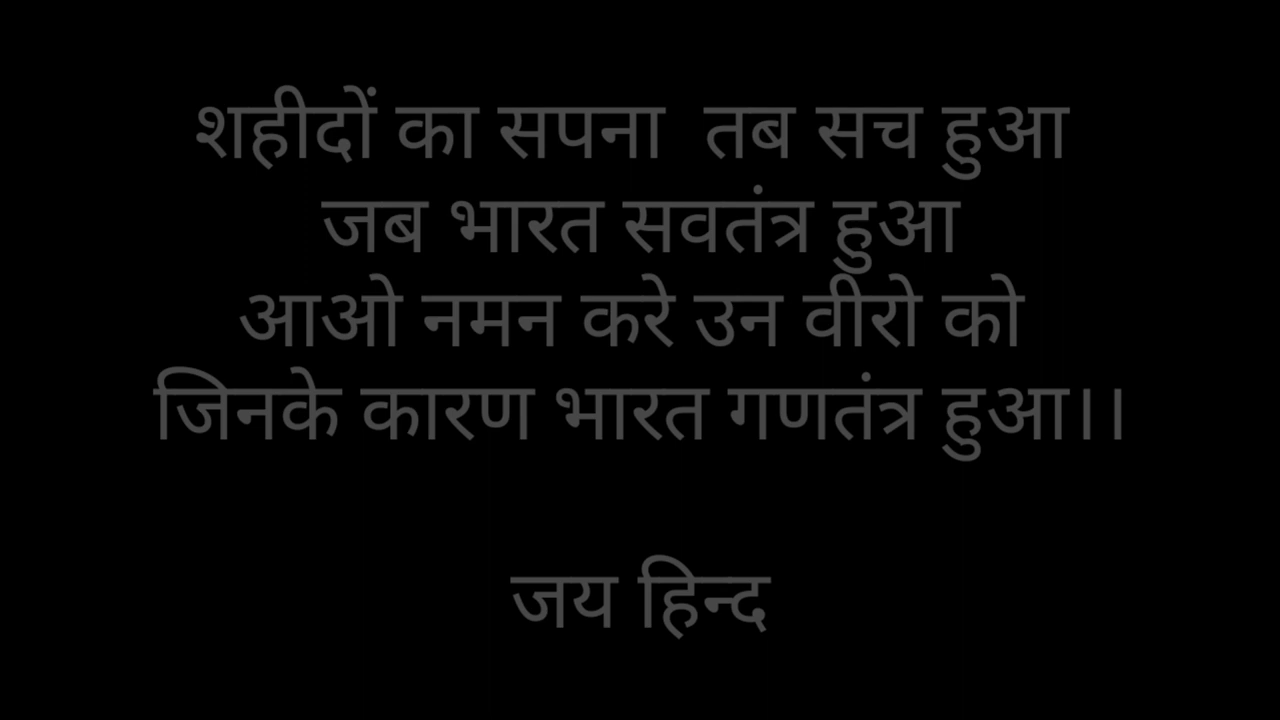 शहीदों का सपना तब सच हुआ
जब भारत सवतंत्र हुआ
आओ नमन करे उन वीरो को
जिनके कारण भारत गणतंत्र हुआ।।
जय हिन्द